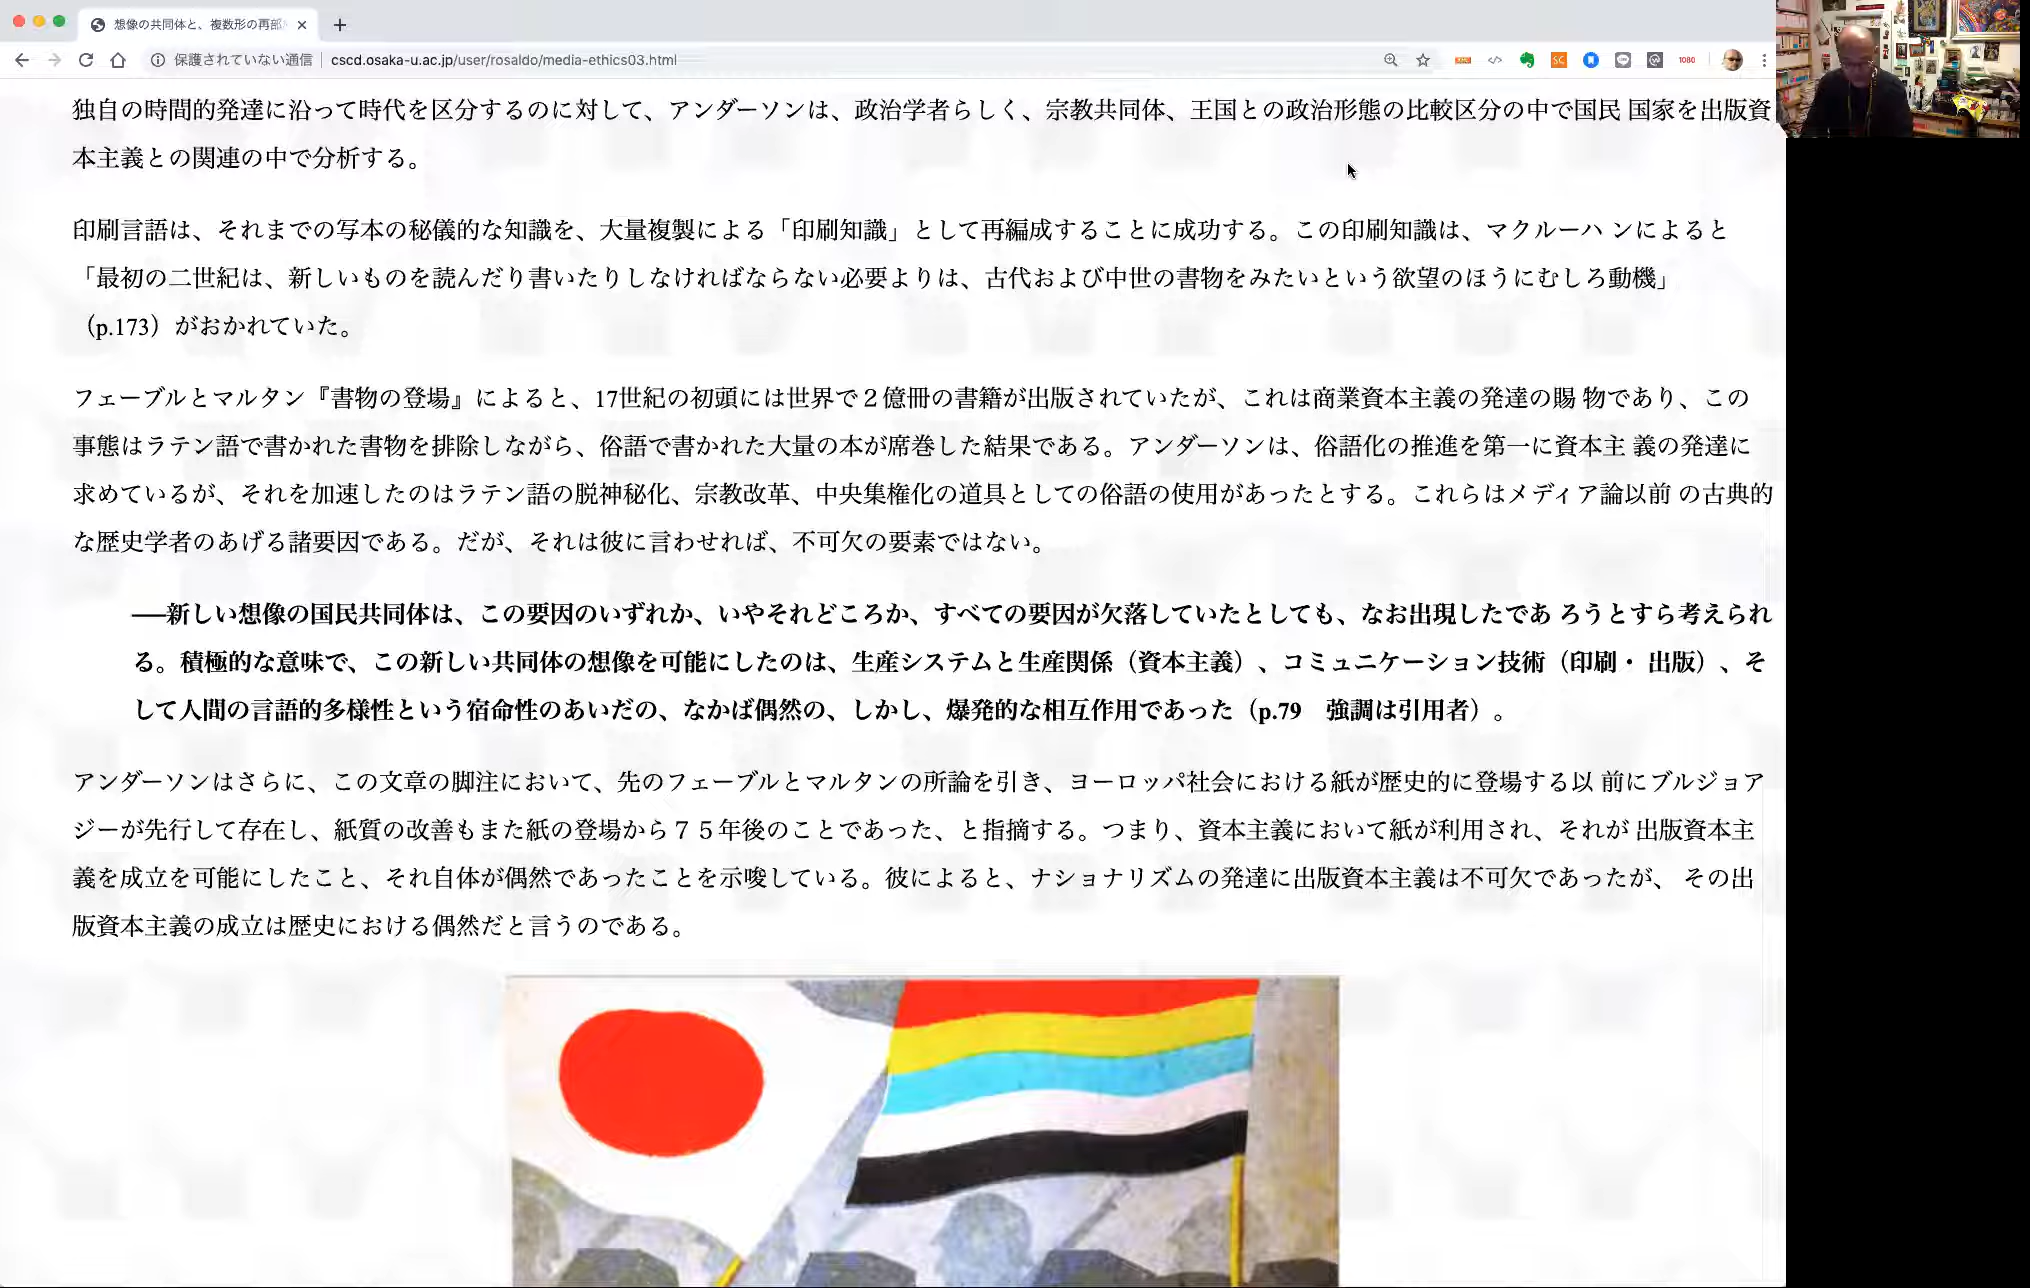 想像の共同体と、複数形の再部
保護されていない通信 | cscd.osaka-u.ac.jp/user/rosaldo/media-ethics03.html
SC
1080
独自の時間的発達に沿って時代を区分するのに対して、アンダーソンは、政治学者らしく、宗教共同体、王国との政治形態の比較区分の中で国民 国家を出版資
本主義との関連の中で分析する。
印刷言語は、それまでの写本の秘儀的な知識を、大量複製による「印刷知識」として再編成することに成功する。この印刷知識は、マクルーハ ンによると
「最初の二世紀は、新しいものを読んだり書いたりしなければならない必要よりは、古代および中世の書物をみたいという欲望のほうにむしろ動機」
（p.173）がおかれていた。
フェーブルとマルタン『書物の登場』によると、17世紀の初頭には世界で２億冊の書籍が出版されていたが、これは商業資本主義の発達の賜 物であり、この
事態はラテン語で書かれた書物を排除しながら、俗語で書かれた大量の本が席巻した結果である。アンダーソンは、俗語化の推進を第一に資本主 義の発達に
求めているが、それを加速したのはラテン語の脱神秘化、宗教改革、中央集権化の道具としての俗語の使用があったとする。これらはメディア論以前 の古典的
な歴史学者のあげる諸要因である。だが、それは彼に言わせれば、不可欠の要素ではない。
──新しい想像の国民共同体は、この要因のいずれか、いやそれどころか、すべての要因が欠落していたとしても、なお出現したであ ろうとすら考えられ
る。積極的な意味で、この新しい共同体の想像を可能にしたのは、生産システムと生産関係（資本主義）、コミュニケーション技術（印刷・ 出版）、そ
して人間の言語的多様性という宿命性のあいだの、なかば偶然の、しかし、爆発的な相互作用であった（p.79　強調は引用者）。
アンダーソンはさらに、この文章の脚注において、先のフェーブルとマルタンの所論を引き、ヨーロッパ社会における紙が歴史的に登場する以 前にブルジョア
ジーが先行して存在し、紙質の改善もまた紙の登場から７５年後のことであった、と指摘する。つまり、資本主義において紙が利用され、それが 出版資本主
義を成立を可能にしたこと、それ自体が偶然であったことを示唆している。彼によると、ナショナリズムの発達に出版資本主義は不可欠であったが、 その出
版資本主義の成立は歴史における偶然だと言うのである。